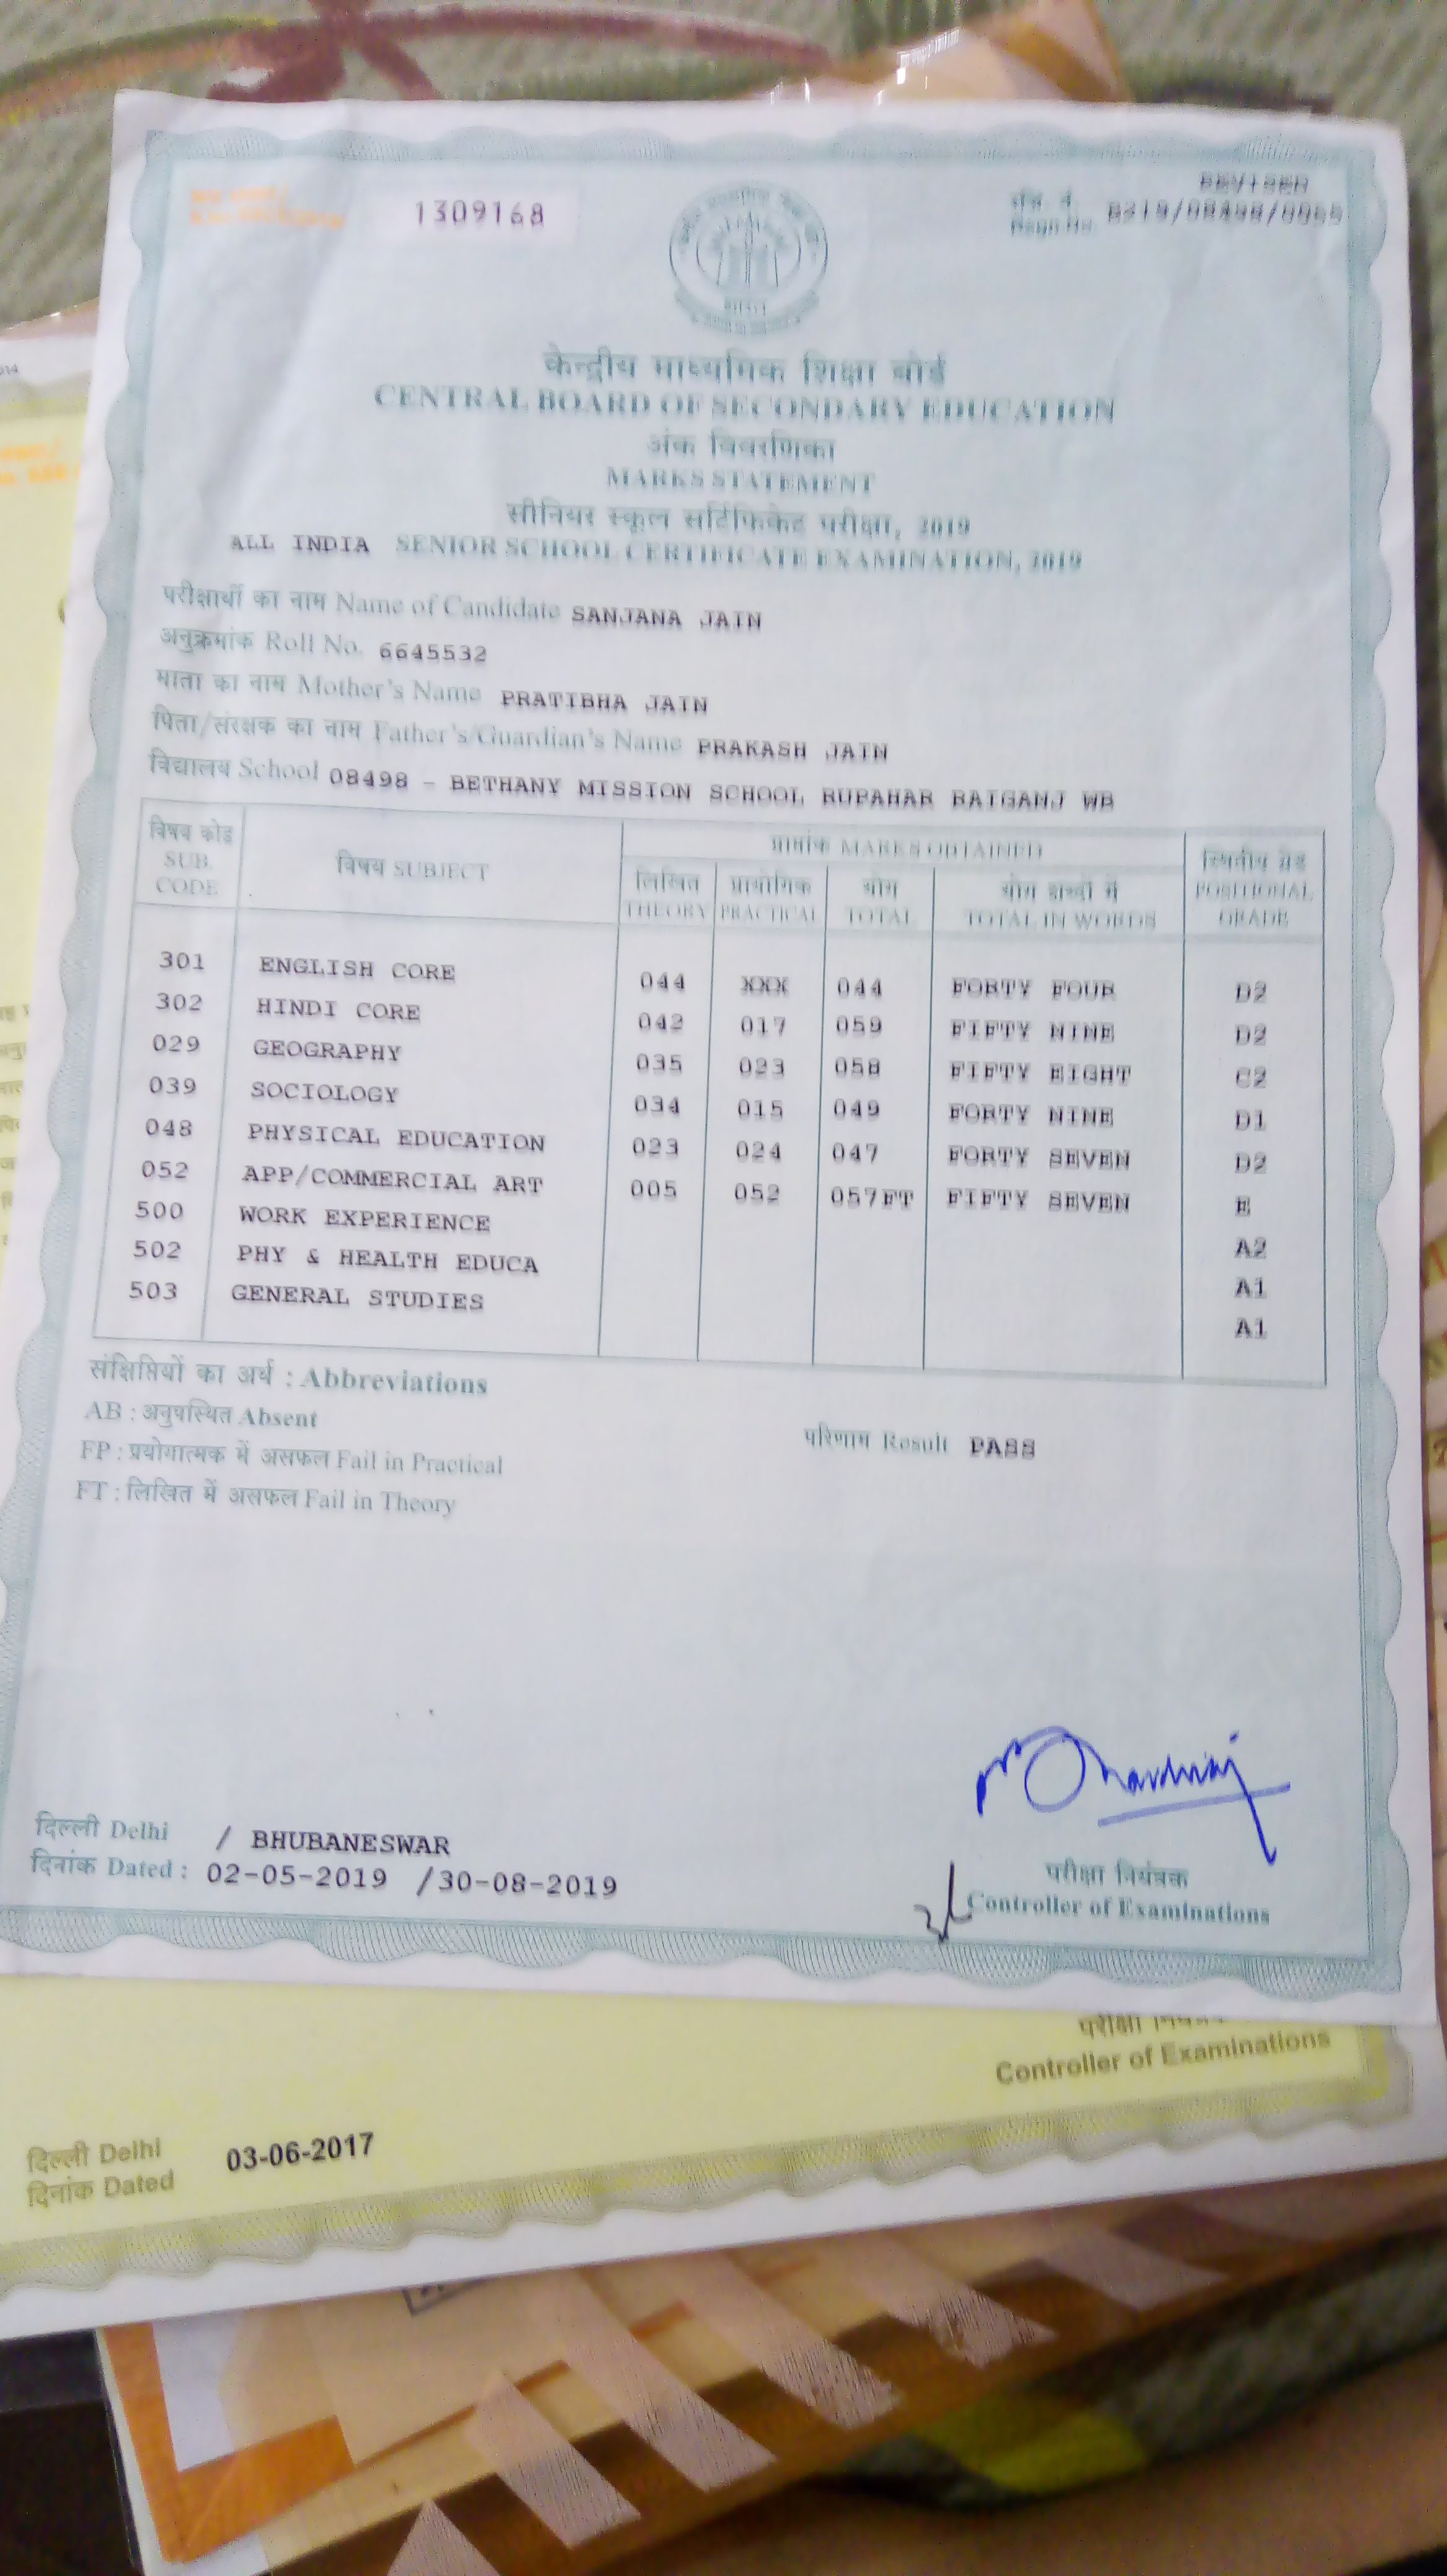 1309168
REVISED
Regn No. B219/08498/0065
भारत
केन्द्रीय माध्यमिक शिक्षा बोर्ड
CENTRAL BOARD OF SECONDARY EDUCATION
अंक विवरणिका
MARKS STATEMENT
सीनियर स्कूल सर्टिफिकेट परीक्षा, 2019
ALL INDIA SENIOR SCHOOL CERTIFICATE EXAMINATION, 2019
परीक्षार्थी का नाम Name of Candidate SANJANA JAIN
अनुक्रमांक Roll No. 6645532
माता का नाम Mother's Name PRATIBHA JAIN
पिता/संरक्षक का नाम Father's/Guardian's Name PRAKASH JAIN
विद्यालय School 08498 - BETHANY MISSION SCHOOL RUPAHAR RAIGANJ WB
विषय कोड SUB. CODE विषय SUBJECT प्राप्तांक MARKS OBTAINED स्थितीय ग्रेड POSITIONAL GRADE
लिखित THEORY प्रायोगिक PRACTICAL योग TOTAL योग शब्दों में TOTAL IN WORDS
301 ENGLISH CORE 044 XXX 044 FORTY FOUR D2
302 HINDI CORE 042 017 059 FIFTY NINE D2
029 GEOGRAPHY 035 023 058 FIFTY EIGHT C2
039 SOCIOLOGY 034 015 049 FORTY NINE D1
048 PHYSICAL EDUCATION 023 024 047 FORTY SEVEN D2
052 APP/COMMERCIAL ART 005 052 057FT FIFTY SEVEN E
500 WORK EXPERIENCE A2
502 PHY & HEALTH EDUCA A1
503 GENERAL STUDIES A1
संक्षिप्तियों का अर्थ : Abbreviations
AB : अनुपस्थित Absent
FP : प्रयोगात्मक में असफल Fail in Practical
FT : लिखित में असफल Fail in Theory
परिणाम Result PASS
दिल्ली Delhi / BHUBANESWAR
दिनांक Dated : 02-05-2019 /30-08-2019
परीक्षा नियंत्रक
Controller of Examinations
Controller of Examinations
दिल्ली Delhi
दिनांक Dated 03-06-2017